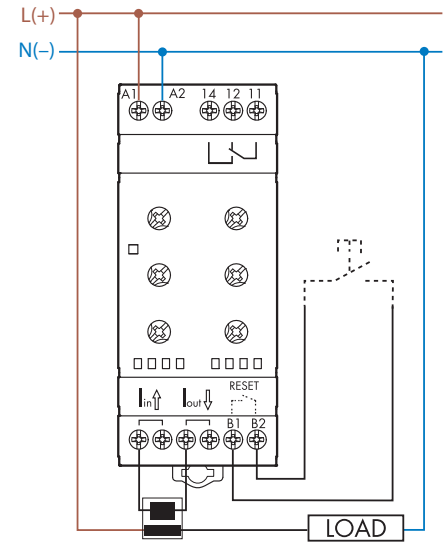 L(+)
N(−)
A1 A2 14 12 11
Iin Iout RESET
B1 B2
LOAD